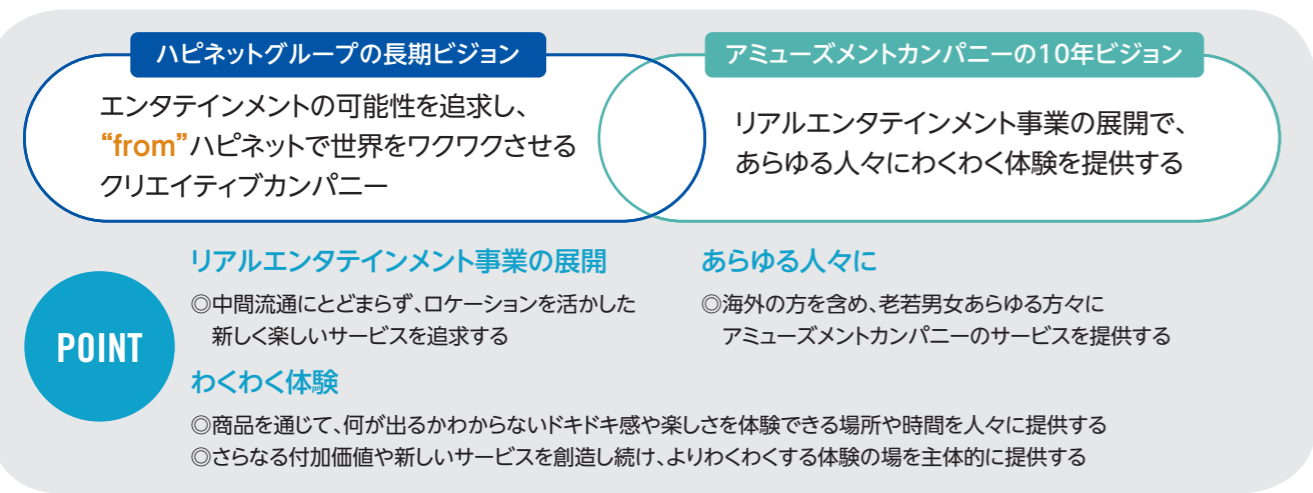 ハピネットグループの長期ビジョン
エンタテインメントの可能性を追求し、
“from”ハピネットで世界をワクワクさせる
クリエイティブカンパニー
アミューズメントカンパニーの10年ビジョン
リアルエンタテインメント事業の展開で、
あらゆる人々にわくわく体験を提供する
POINT
リアルエンタテインメント事業の展開
◎中間流通にとどまらず、ロケーションを活かした
新しく楽しいサービスを追求する
あらゆる人々に
◎海外の方を含め、老若男女あらゆる方々に
アミューズメントカンパニーのサービスを提供する
わくわく体験
◎商品を通じて、何が出るかわからないドキドキ感や楽しさを体験できる場所や時間を人々に提供する
◎さらなる付加価値や新しいサービスを創造し続け、よりわくわくする体験の場を主体的に提供する